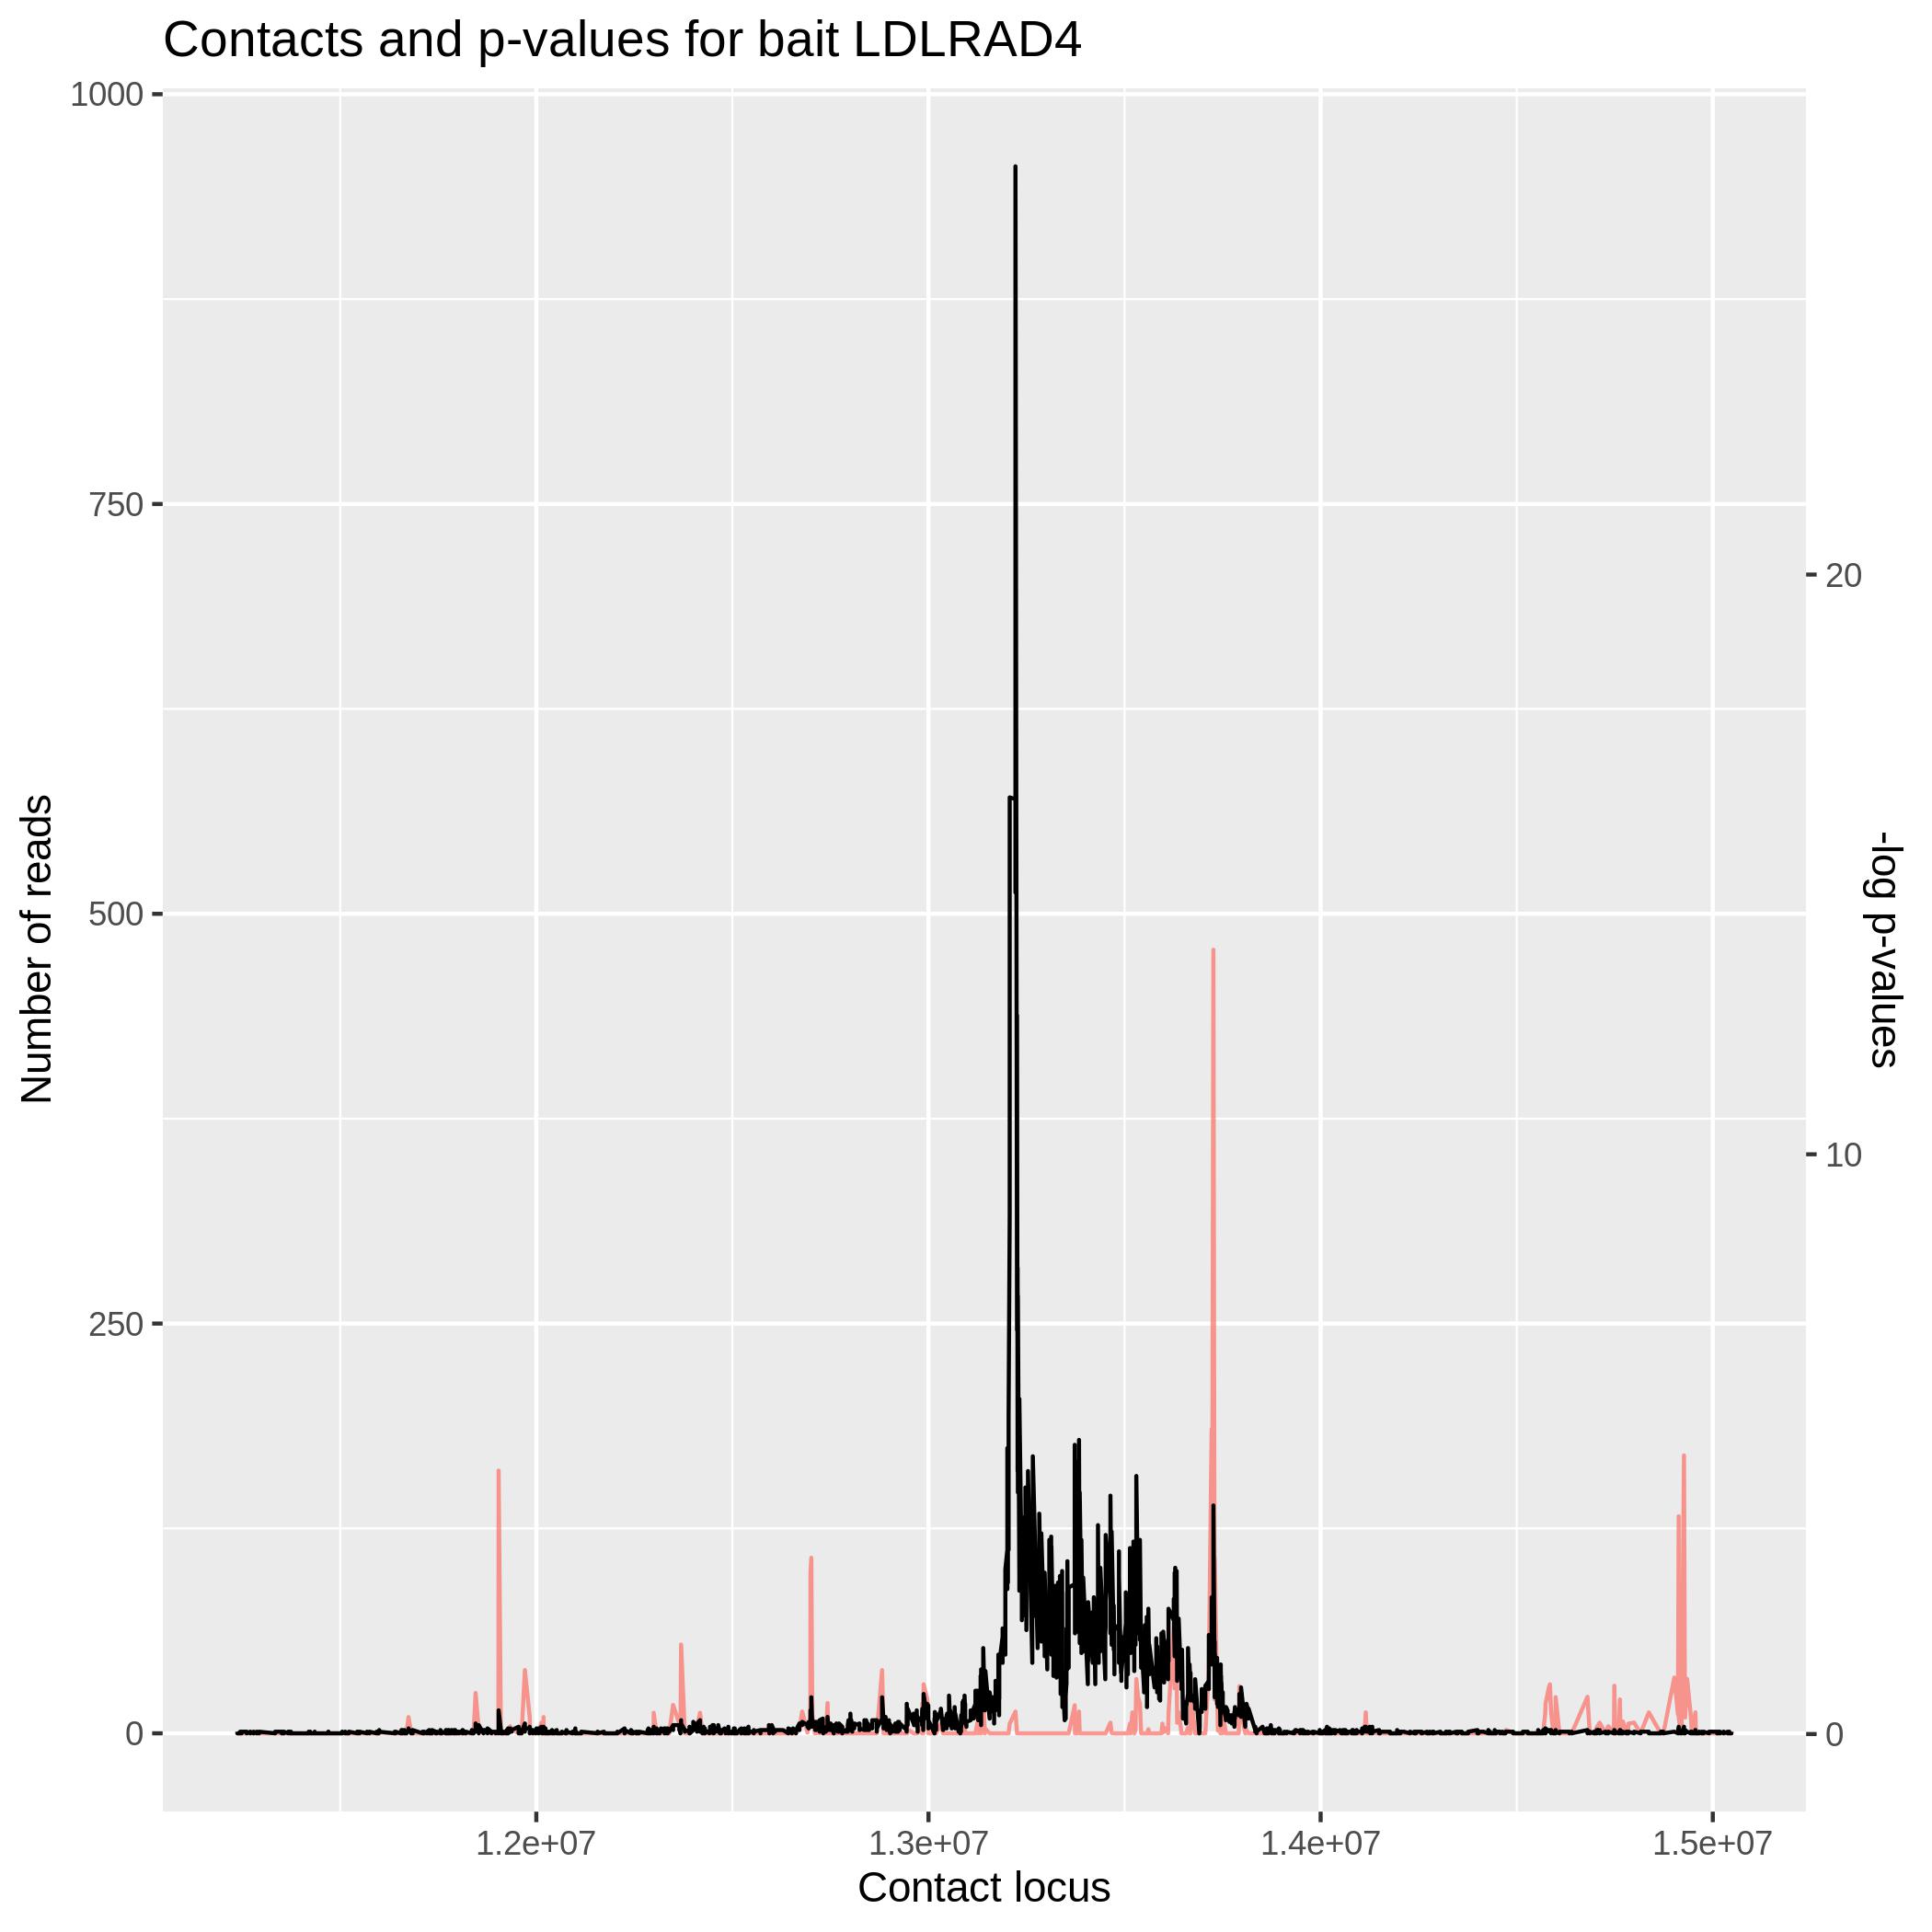 Contacts and p-values for bait LDLRAD4
1000
750
500
250
0
Number of reads
20
10
0
-log p-values
1.2e+07
1.3e+07
1.4e+07
1.5e+07
Contact locus